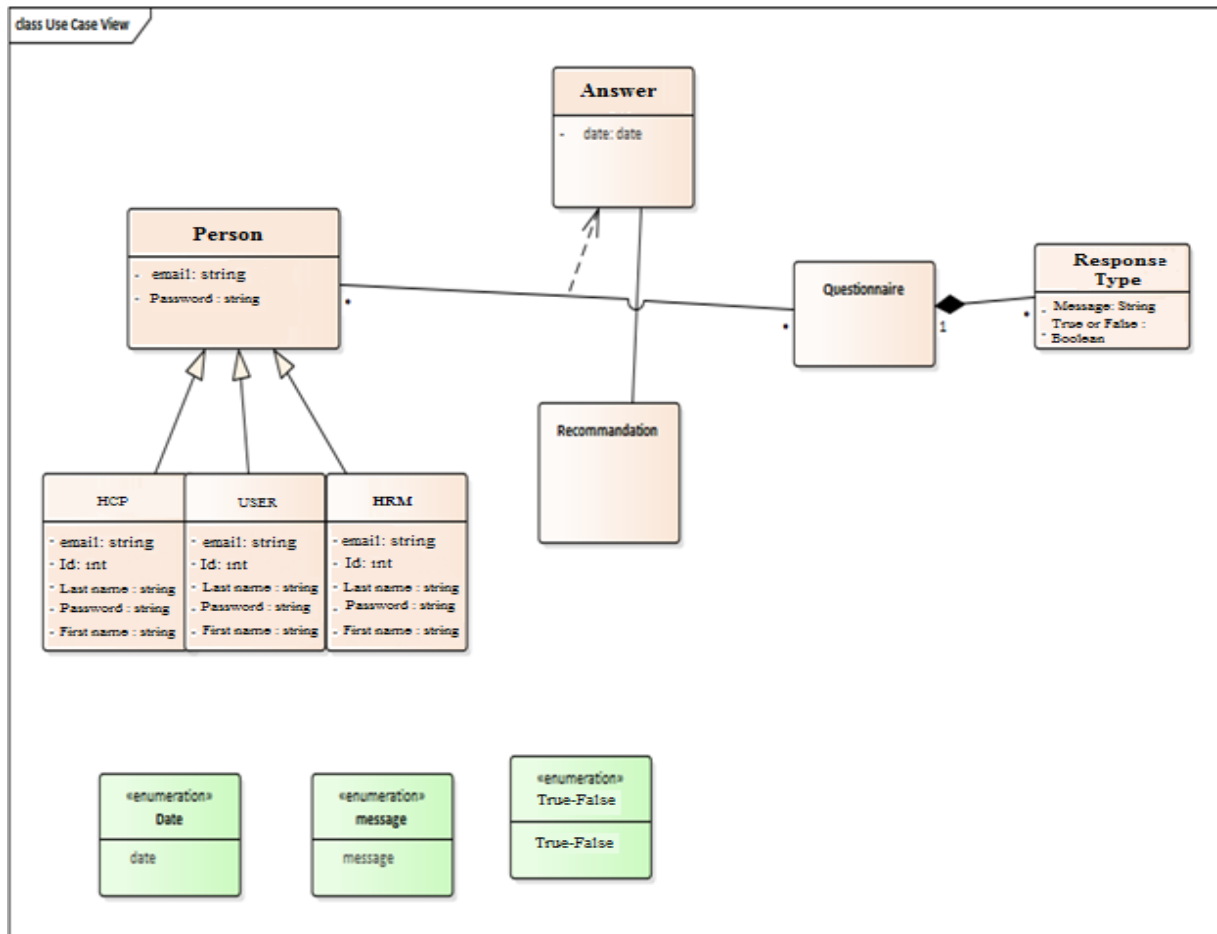 class Use Case View
Answer
- date: date
Person
- email: string
- Password : string
*
*
Questionnaire
1
*
Response
Type
- Message: String
- True or False :
Boolean
Recommandation
HCP
- email: string
- Id: int
- Last name : string
- Password : string
- First name : string
USER
- email: string
- Id: int
- Last name : string
- Password : string
- First name : string
HRM
- email: string
- Id: int
- Last name : string
- Password : string
- First name : string
«enumeration»
Date
date
«enumeration»
message
message
«enumeration»
True-False
True-False